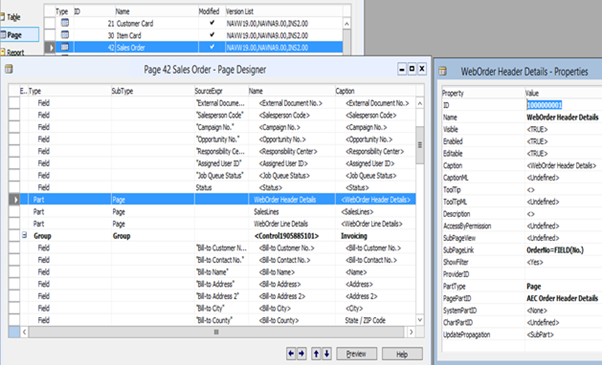 Table
Page
Report
Type ID Name Modified Version List
21 Customer Card ✓ NAVW19.00,NAVNA9.00,INS2.00
30 Item Card ✓ NAVW19.00,NAVNA9.00,INS2.00
42 Sales Order ✓ NAVW19.00,NAVNA9.00,INS2.00
Page 42 Sales Order - Page Designer
E... Type SubType SourceExpr Name Caption
Field "External Docume... <External Document No.> <External Document No.>
Field "Salesperson Code" <Salesperson Code> <Salesperson Code>
Field "Campaign No." <Campaign No.> <Campaign No.>
Field "Opportunity No." <Opportunity No.> <Opportunity No.>
Field "Responsibility Ce... <Responsibility Center> <Responsibility Center>
Field "Assigned User ID" <Assigned User ID> <Assigned User ID>
Field "Job Queue Status" <Job Queue Status> <Job Queue Status>
Field Status <Status> <Status>
Part Page WebOrder Header Details <WebOrder Header Details>
Part Page SalesLines <SalesLines>
Part Page WebOrder Line Details <WebOrder Line Details>
Group Group <Control1905885101> Invoicing
Field "Bill-to Customer N... <Bill-to Customer No.> <Bill-to Customer No.>
Field "Bill-to Contact No." <Bill-to Contact No.> <Bill-to Contact No.>
Field "Bill-to Name" <Bill-to Name> <Bill-to Name>
Field "Bill-to Address" <Bill-to Address> <Bill-to Address>
Field "Bill-to Address 2" <Bill-to Address 2> <Bill-to Address 2>
Field "Bill-to City" <Bill-to City> <Bill-to City>
Field "Bill-to County" <Bill-to County> State / ZIP Code
Preview Help
WebOrder Header Details - Properties
Property Value
ID 1000000001
Name WebOrder Header Details
Visible <TRUE>
Enabled <TRUE>
Editable <TRUE>
Caption <WebOrder Header Details>
CaptionML <Undefined>
ToolTip <>
ToolTipML <Undefined>
Description <>
AccessByPermission <Undefined>
SubPageView <Undefined>
SubPageLink OrderNo=FIELD(No.)
ShowFilter <Yes>
ProviderID
PartType Page
PagePartID AEC Order Header Details
SystemPartID <None>
ChartPartID <Undefined>
UpdatePropagation <SubPart>